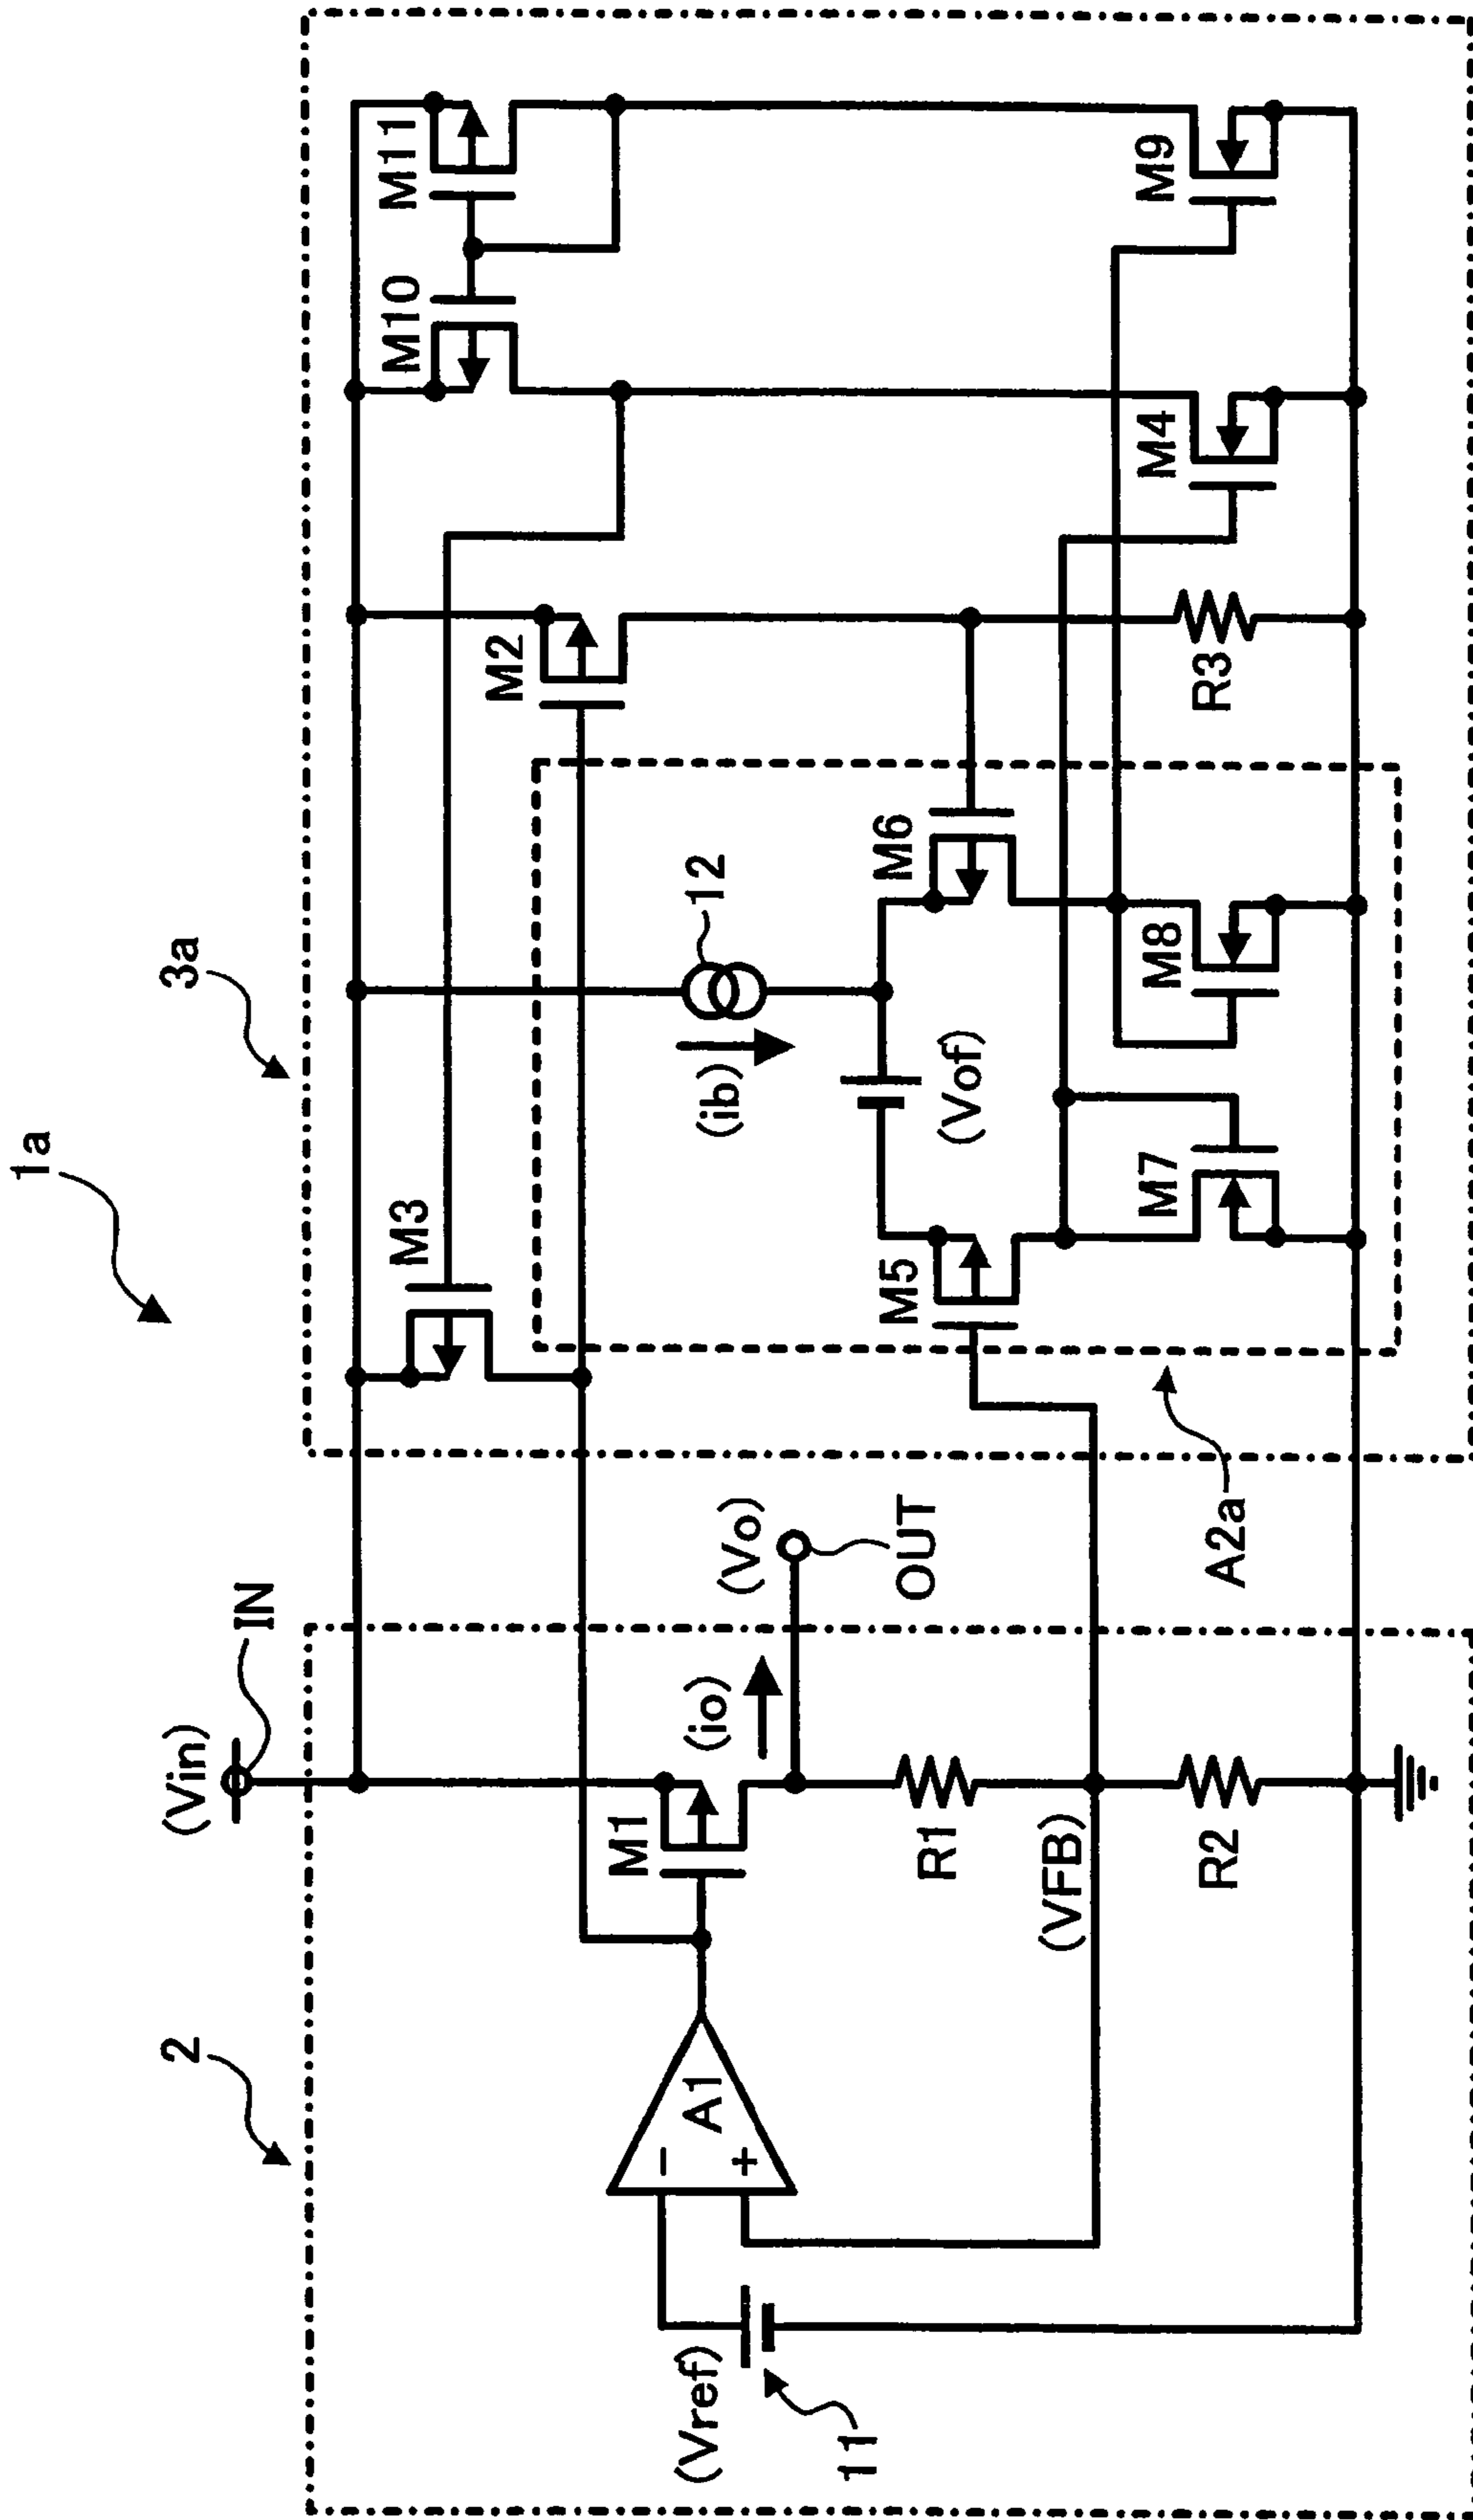 1a
2
3a
(Vin)
IN
M3
M10
M11
M1
(io)
(Vo)
OUT
M2
12
(ib)
A1
−
+
(Vref)
11
R1
(VFB)
R2
M5
(Vof)
M6
M7
M8
R3
M4
M9
A2a